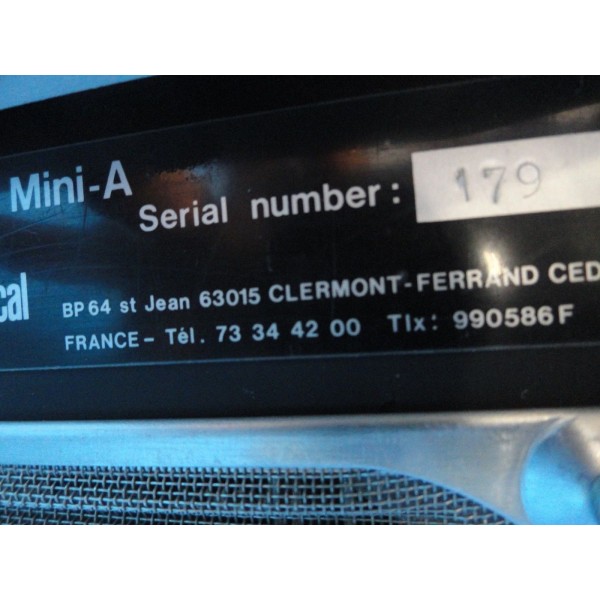 Mini-A
Serial number: 179
cal
BP 64 st Jean 63015 CLERMONT-FERRAND CED
FRANCE - Tél. 73 34 42 00 Tlx: 990586 F